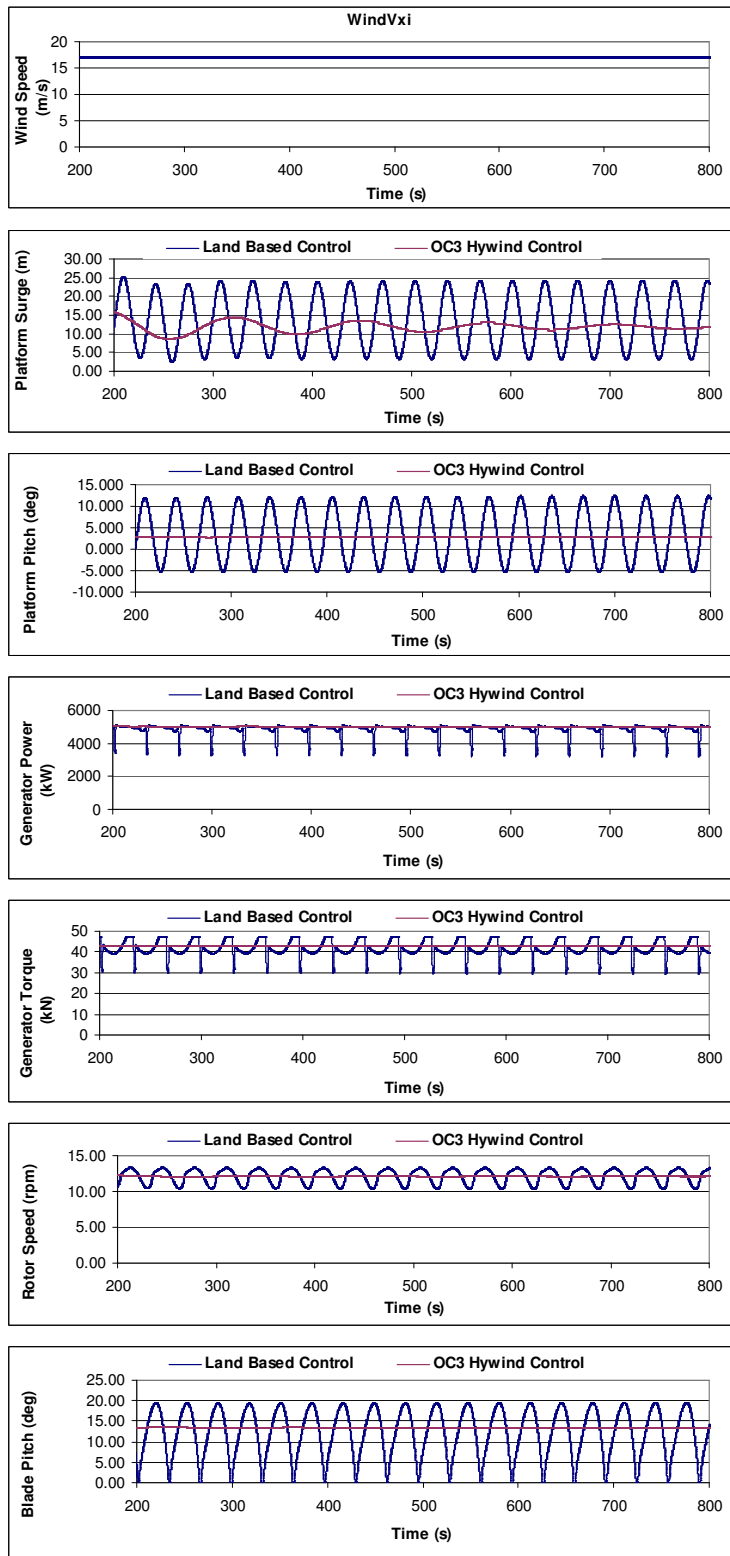 WindVxi
Wind Speed
(m/s)
20
15
10
5
0
200 300 400 500 600 700 800
Time (s)
Land Based Control OC3 Hywind Control
Platform Surge (m)
30.00
25.00
20.00
15.00
10.00
5.00
0.00
200 300 400 500 600 700 800
Time (s)
Land Based Control OC3 Hywind Control
Platform Pitch (deg)
15.000
10.000
5.000
0.000
-5.000
-10.000
200 300 400 500 600 700 800
Time (s)
Land Based Control OC3 Hywind Control
Generator Power
(kW)
6000
4000
2000
0
200 300 400 500 600 700 800
Time (s)
Land Based Control OC3 Hywind Control
Generator Torque
(kN)
50
40
30
20
10
0
200 300 400 500 600 700 800
Time (s)
Land Based Control OC3 Hywind Control
Rotor Speed (rpm)
15.00
10.00
5.00
0.00
200 300 400 500 600 700 800
Time (s)
Land Based Control OC3 Hywind Control
Blade Pitch (deg)
25.00
20.00
15.00
10.00
5.00
0.00
200 300 400 500 600 700 800
Time (s)